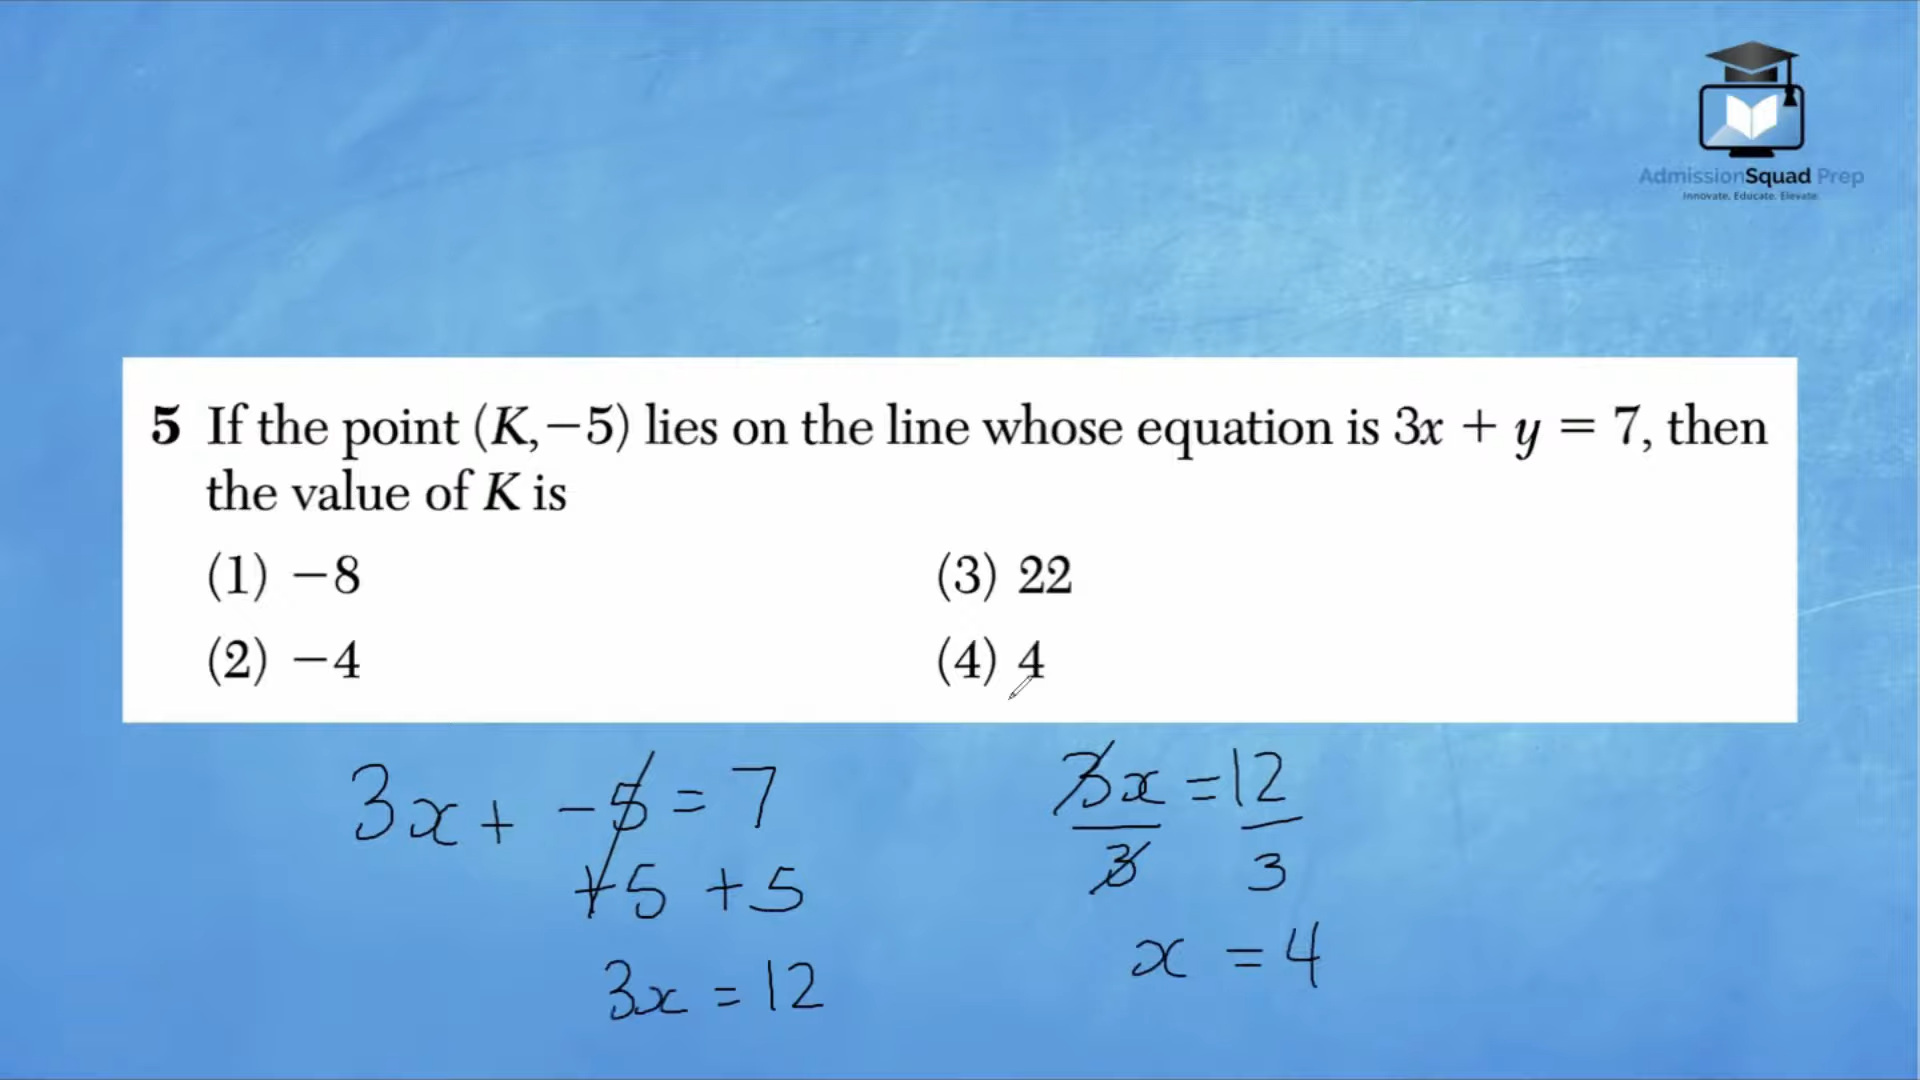 AdmissionSquad Prep
Innovate. Educate. Elevate.
5 If the point (K,−5) lies on the line whose equation is 3x + y = 7, then
the value of K is
(1) −8
(3) 22
(2) −4
(4) 4
3x + -5 = 7
+5 +5
3x = 12
3x = 12
3 3
x = 4